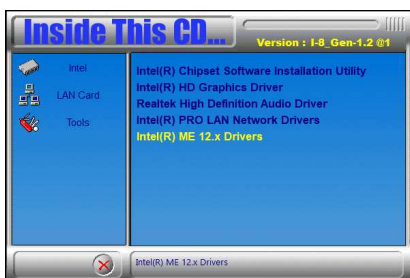 Inside This CD...
Version : I-8_Gen-1.2 @1
Intel
LAN Card
Tools
Intel(R) Chipset Software Installation Utility
Intel(R) HD Graphics Driver
Realtek High Definition Audio Driver
Intel(R) PRO LAN Network Drivers
Intel(R) ME 12.x Drivers
Intel(R) ME 12.x Drivers